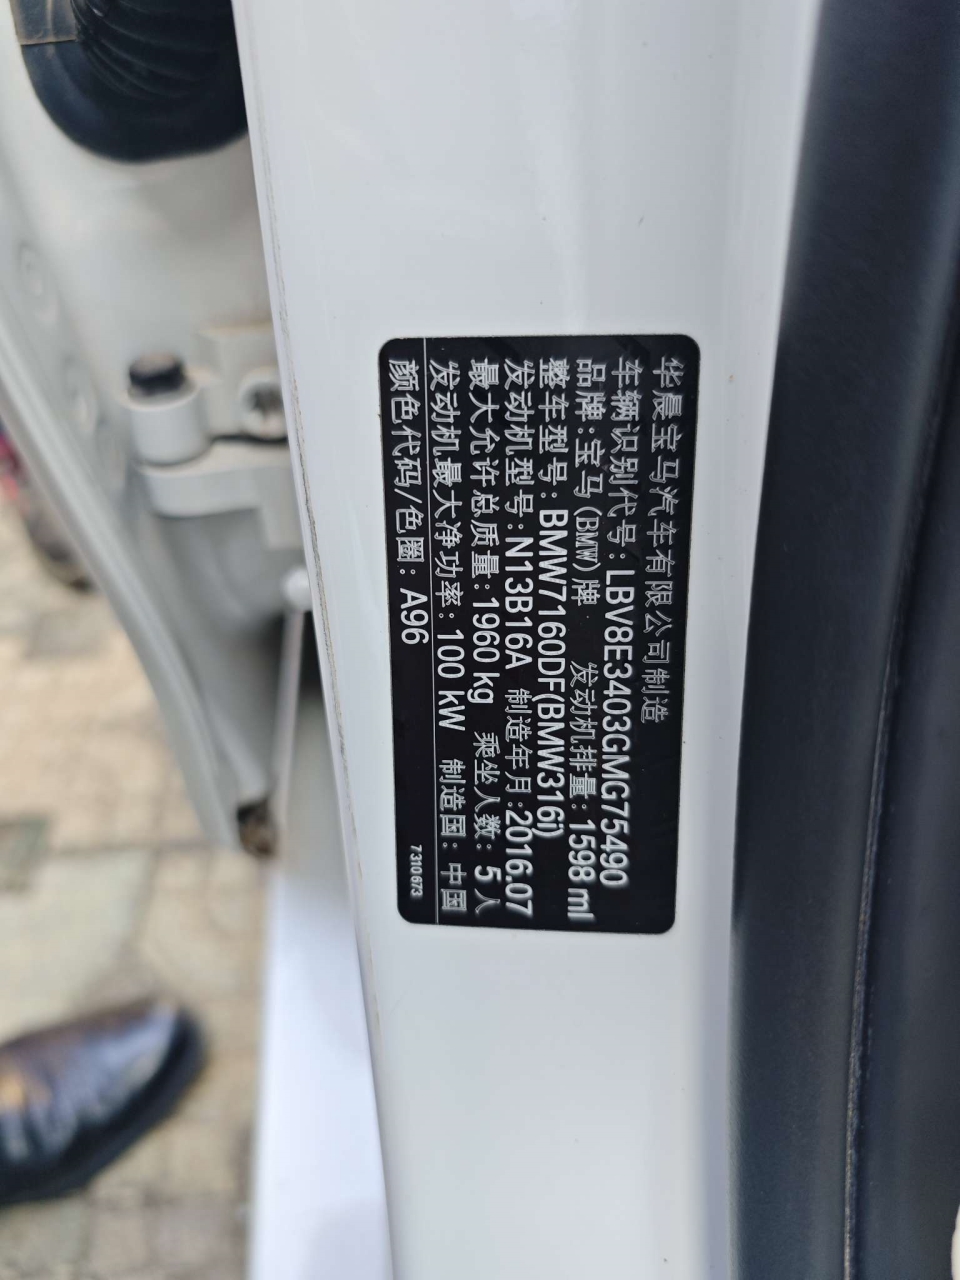 华晨宝马汽车有限公司制造
车辆识别代号：LBV8E3403GMG75490
品牌：宝马(BMW)牌 发动机排量：1598 ml
整车型号：BMW7160DF(BMW316i)
发动机型号：N13B16A 制造年月：2016.07
最大允许总质量：1960 kg 乘坐人数：5人
发动机最大净功率：100 kW 制造国：中国
颜色代码/色圈：A96
7310673